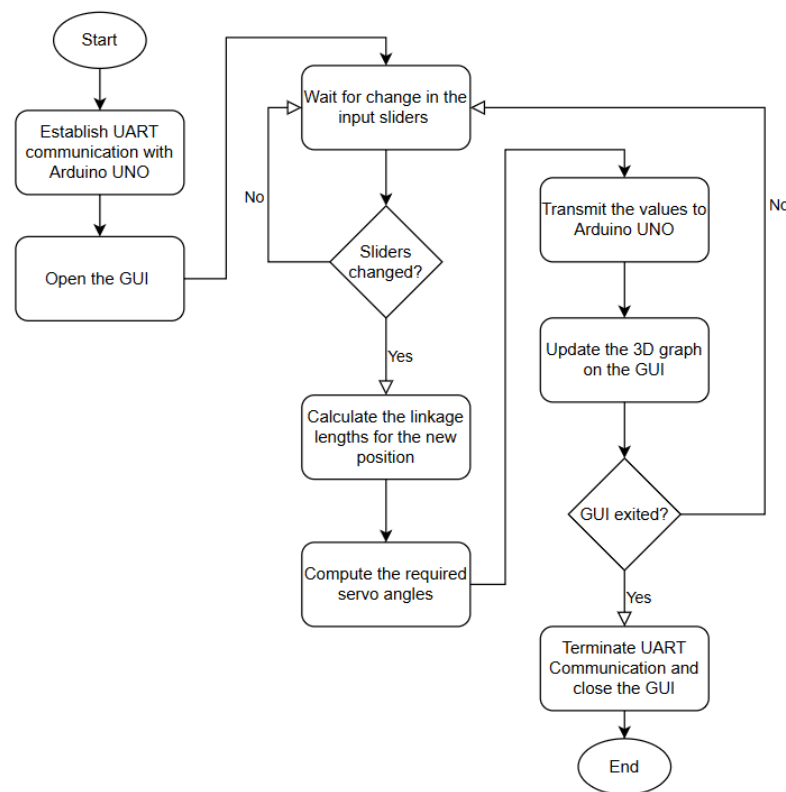 Start
Establish UART
communication with
Arduino UNO
Open the GUI
Wait for change in the
input sliders
No
Sliders
changed?
Yes
Calculate the linkage
lengths for the new
position
Compute the required
servo angles
Transmit the values to
Arduino UNO
Update the 3D graph
on the GUI
GUI exited?
No
Yes
Terminate UART
Communication and
close the GUI
End